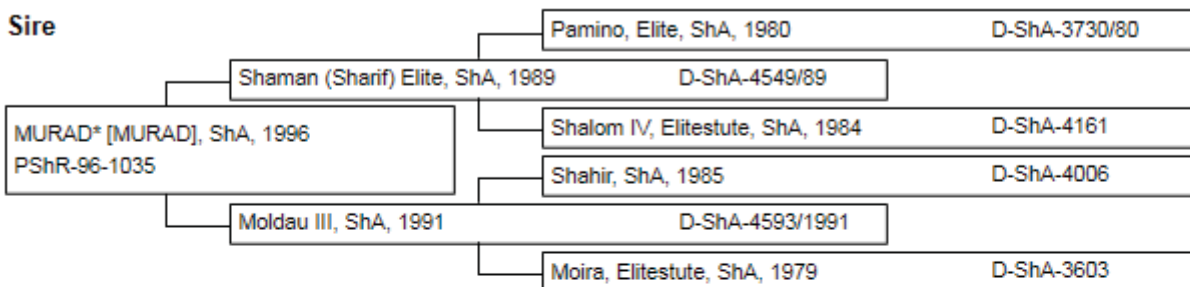 Sire
Pamino, Elite, ShA, 1980 D-ShA-3730/80
Shaman (Sharif) Elite, ShA, 1989 D-ShA-4549/89
MURAD* [MURAD], ShA, 1996
PShR-96-1035
Shalom IV, Elitestute, ShA, 1984 D-ShA-4161
Shahir, ShA, 1985 D-ShA-4006
Moldau III, ShA, 1991 D-ShA-4593/1991
Moira, Elitestute, ShA, 1979 D-ShA-3603